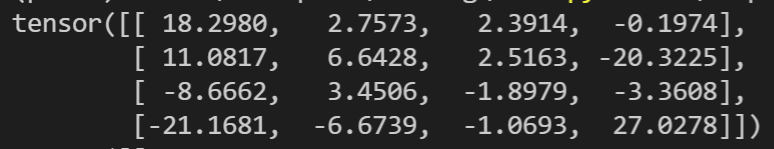 tensor([[ 18.2980,   2.7573,   2.3914,  -0.1974],
        [ 11.0817,   6.6428,   2.5163, -20.3225],
        [ -8.6662,   3.4506,  -1.8979,  -3.3608],
        [-21.1681,  -6.6739,  -1.0693,  27.0278]])